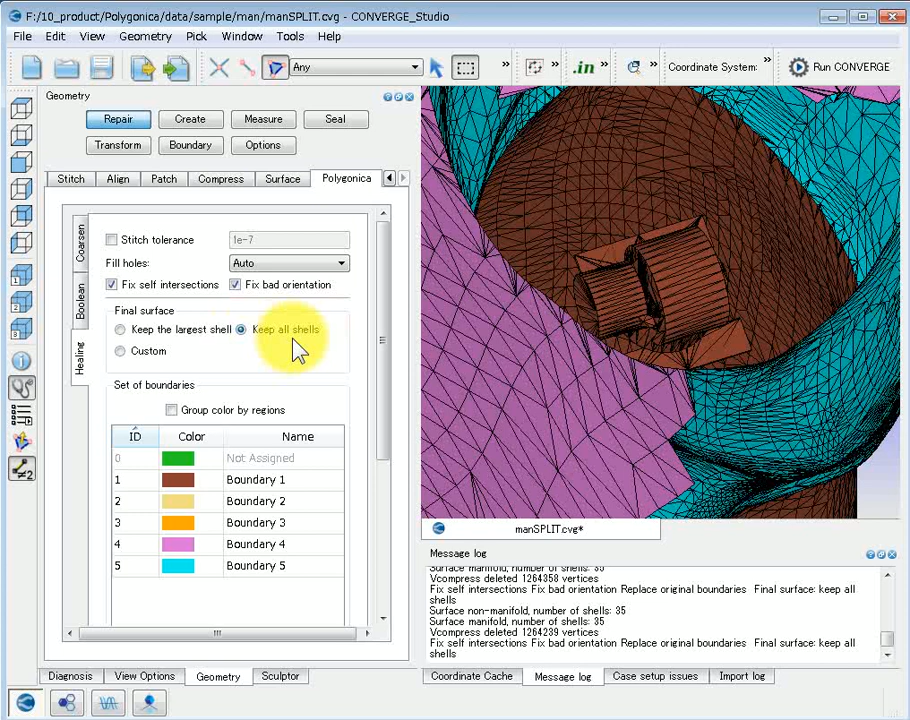 F:/10_product/Polygonica/data/sample/man/manSPLIT.cvg - CONVERGE_Studio
File Edit View Geometry Pick Window Tools Help
Any
.in
Coordinate System:
Run CONVERGE
Geometry
Repair Create Measure Seal
Transform Boundary Options
Stitch Align Patch Compress Surface Polygonica
Coarsen
Boolean
Healing
Stitch tolerance 1e-7
Fill holes: Auto
Fix self intersections Fix bad orientation
Final surface
Keep the largest shell Keep all shells
Custom
Set of boundaries
Group color by regions
ID Color Name
0 Not Assigned
1 Boundary 1
2 Boundary 2
3 Boundary 3
4 Boundary 4
5 Boundary 5
manSPLIT.cvg*
Message log
Surface manifold, number of shells: 35
Vcompress deleted 1264358 vertices
Fix self intersections Fix bad orientation Replace original boundaries Final surface: keep all
shells
Surface non-manifold, number of shells: 35
Surface manifold, number of shells: 35
Vcompress deleted 1264239 vertices
Fix self intersections Fix bad orientation Replace original boundaries Final surface: keep all
shells
Diagnosis View Options Geometry Sculptor
Coordinate Cache Message log Case setup issues Import log